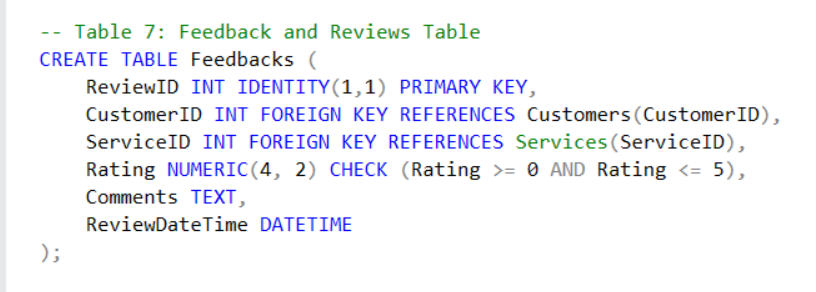 -- Table 7: Feedback and Reviews Table
CREATE TABLE Feedbacks (
    ReviewID INT IDENTITY(1,1) PRIMARY KEY,
    CustomerID INT FOREIGN KEY REFERENCES Customers(CustomerID),
    ServiceID INT FOREIGN KEY REFERENCES Services(ServiceID),
    Rating NUMERIC(4, 2) CHECK (Rating >= 0 AND Rating <= 5),
    Comments TEXT,
    ReviewDateTime DATETIME
);